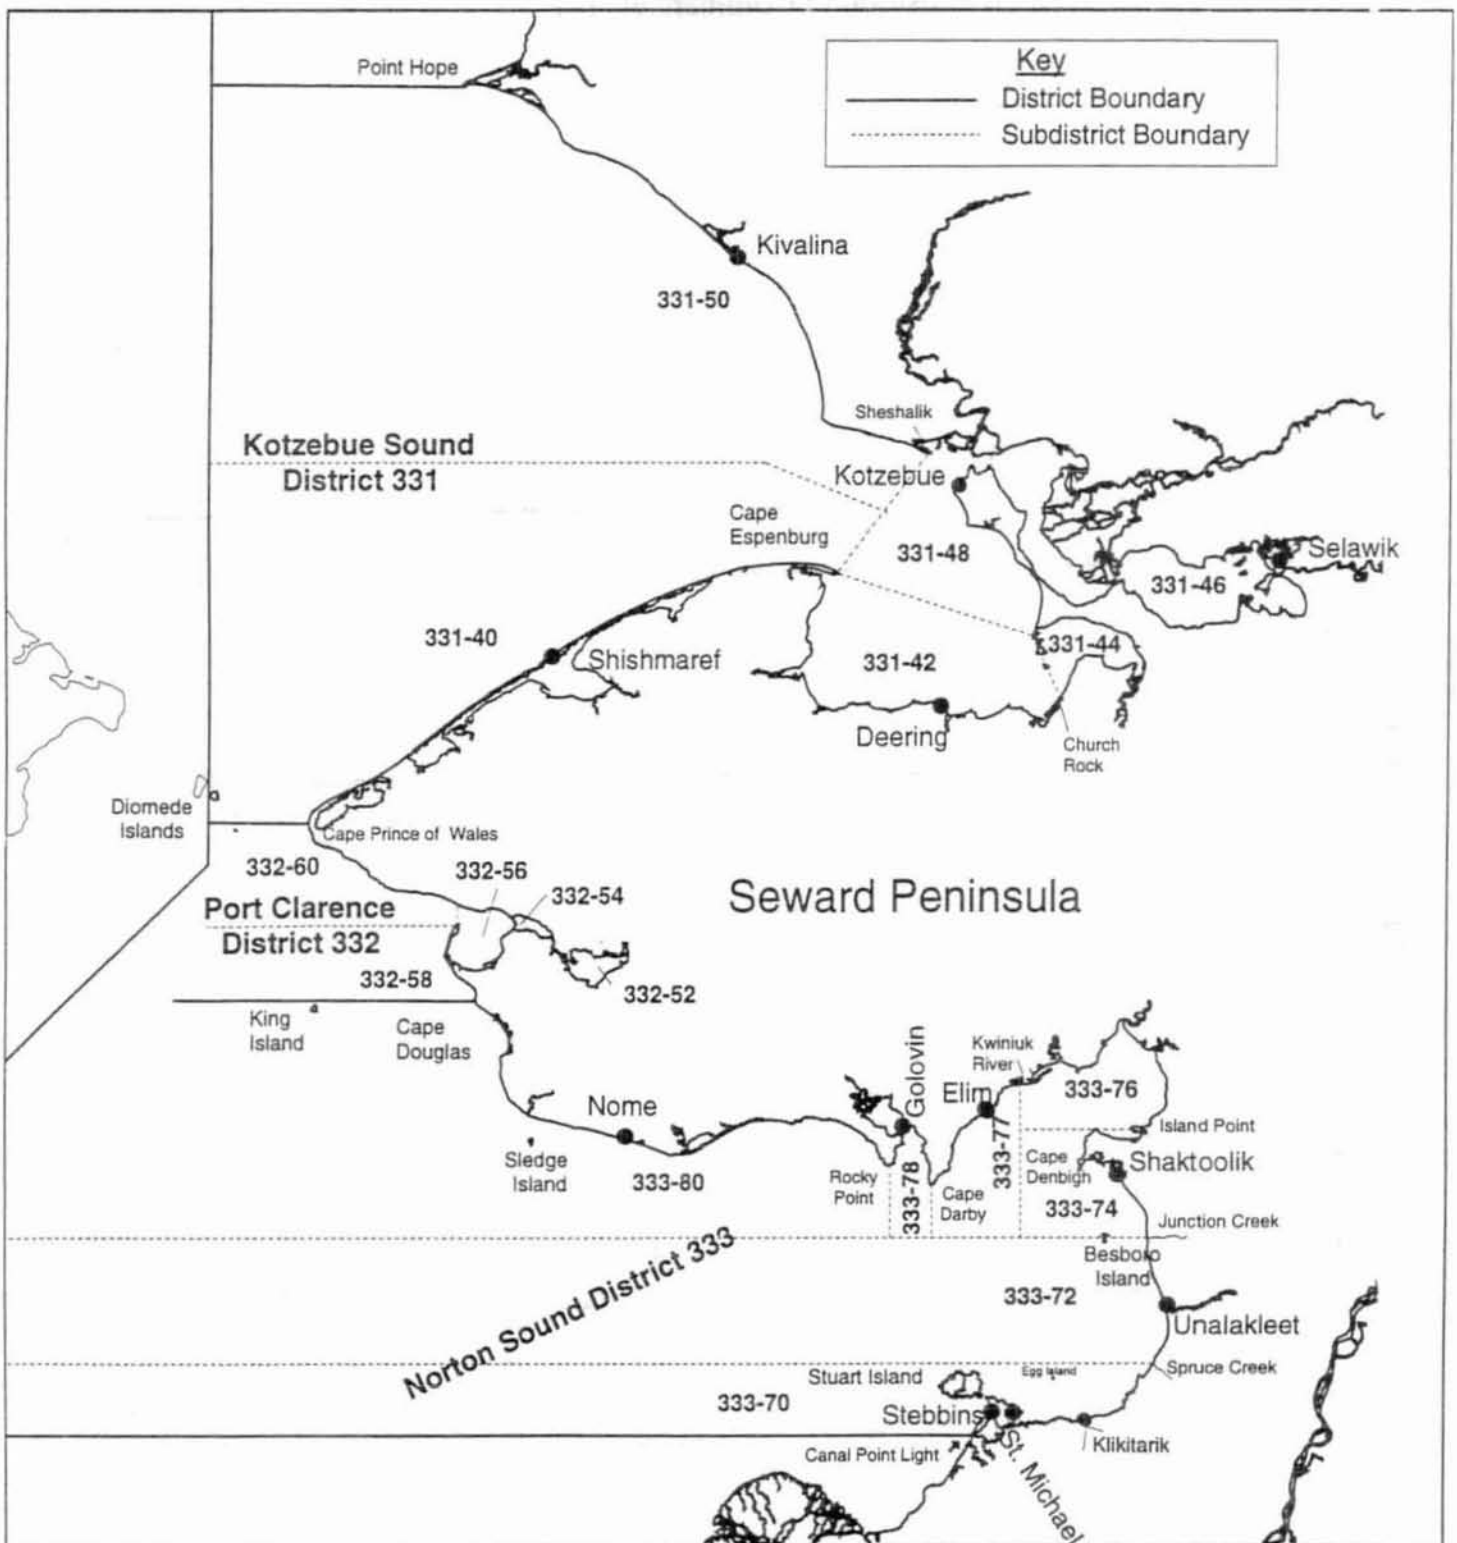 Key
District Boundary
Subdistrict Boundary
Point Hope
Kivalina
331-50
Sheshalik
Kotzebue Sound
District 331
Kotzebue
Cape
Espenburg
331-48
Selawik
331-46
331-40
Shishmaref
331-42
331-44
Deering
Church
Rock
Diomede
Islands
Cape Prince of Wales
332-60
332-56
332-54
Seward Peninsula
Port Clarence
District 332
332-58
332-52
King
Island
Cape
Douglas
Golovin
Kwiniuk
River
Elim
333-76
Nome
333-77
Island Point
Sledge
Island
333-80
Rocky
Point
333-78
Cape
Darby
Cape
Denbigh
Shaktoolik
333-74
Junction Creek
Norton Sound District 333
Besboro
Island
333-72
Unalakleet
Stuart Island
Egg Island
Spruce Creek
333-70
Stebbins
Canal Point Light
St. Michael
Klikitarik